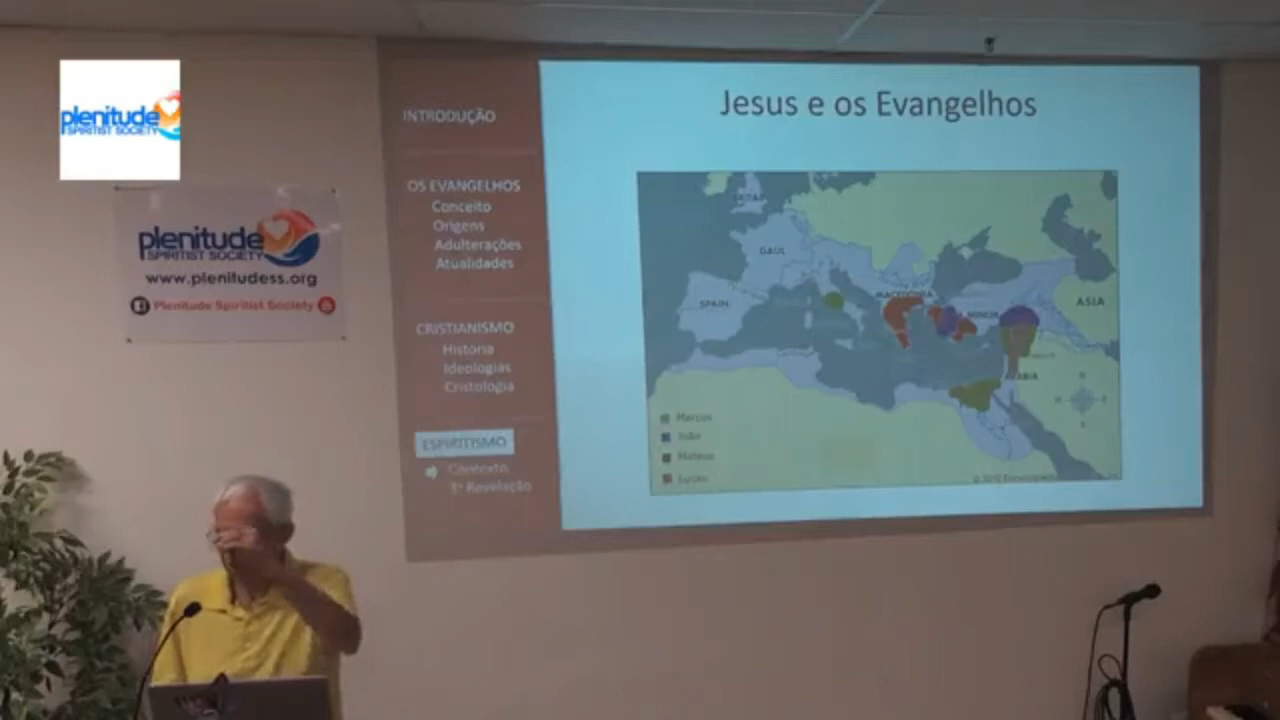 plenitude
SPIRITIST SOCIETY
plenitude
SPIRITIST SOCIETY
www.plenitudess.org
Plenitude Spiritist Society
INTRODUÇÃO
OS EVANGELHOS
Conceito
Origens
Adulterações
Atualidades
CRISTIANISMO
Historia
Ideologias
Cristologia
ESPIRITISMO
Contexto
3ª Revelação
Jesus e os Evangelhos
GAUL
SPAIN
MACEDONIA
MINOR
ASIA
ARABIA
N
Marcos
João
Mateus
Lucas